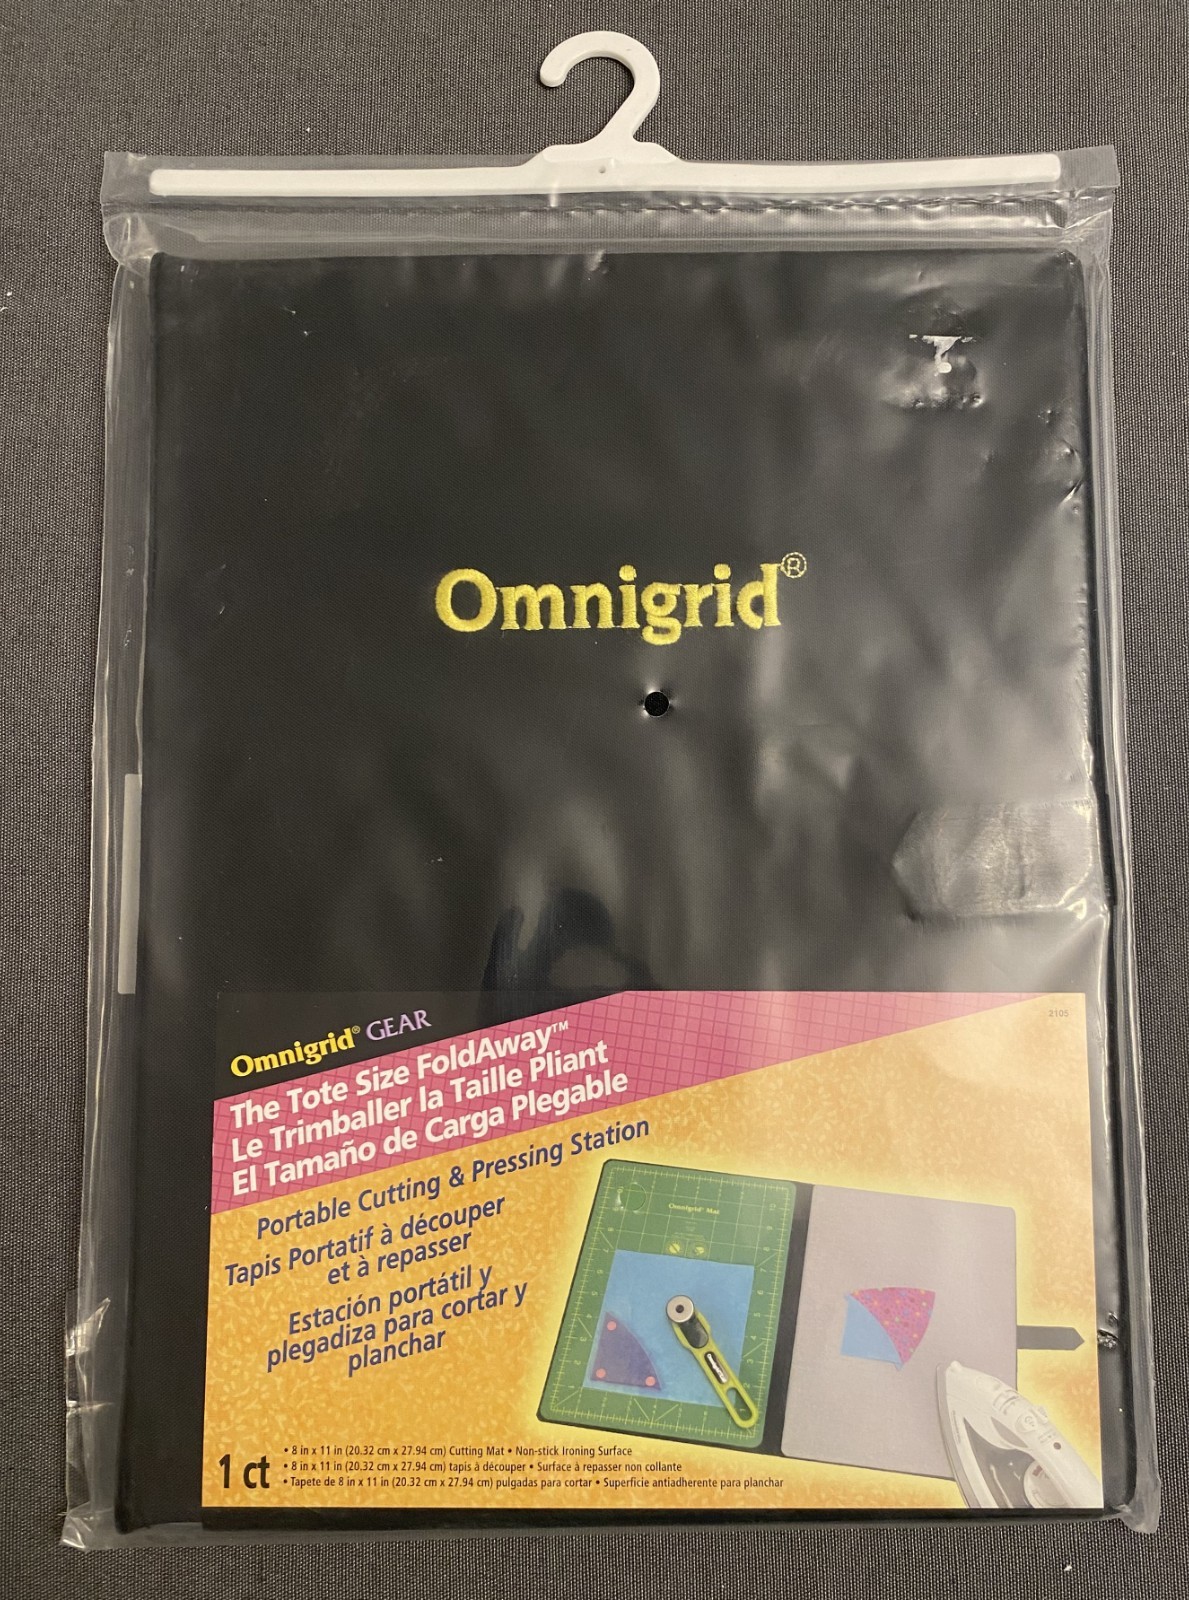 Omnigrid®
Omnigrid® GEAR
2105
The Tote Size FoldAway™
Le Trimballer la Taille Pliant
El Tamaño de Carga Plegable
Portable Cutting & Pressing Station
Tapis Portatif à découper
et à repasser
Estación portátil y
plegadiza para cortar y
planchar
Omnigrid® Mat
1 ct
• 8 in x 11 in (20.32 cm x 27.94 cm) Cutting Mat • Non-stick Ironing Surface
• 8 in x 11 in (20.32 cm x 27.94 cm) tapis à découper • Surface à repasser non collante
• Tapete de 8 in x 11 in (20.32 cm x 27.94 cm) pulgadas para cortar • Superficie antiadherente para planchar